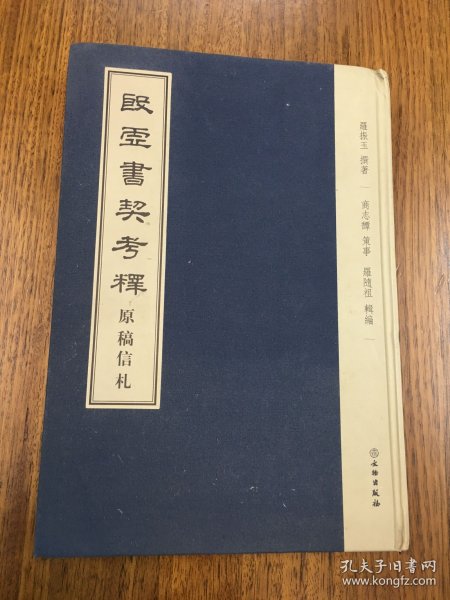 殷虛書契考釋
原稿信札
羅振玉 撰著 — 商志䭲 策事 羅隨祖 輯編 —
文物出版社
孔夫子旧书网
www.kongfz.com